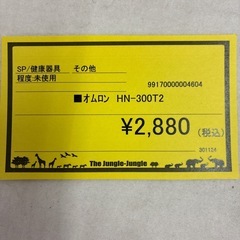 SP/健康器具　その他
程度:未使用
99170000004604
■オムロン　HN-300T2
¥2,880（税込）
The Jungle-Jungle
001124